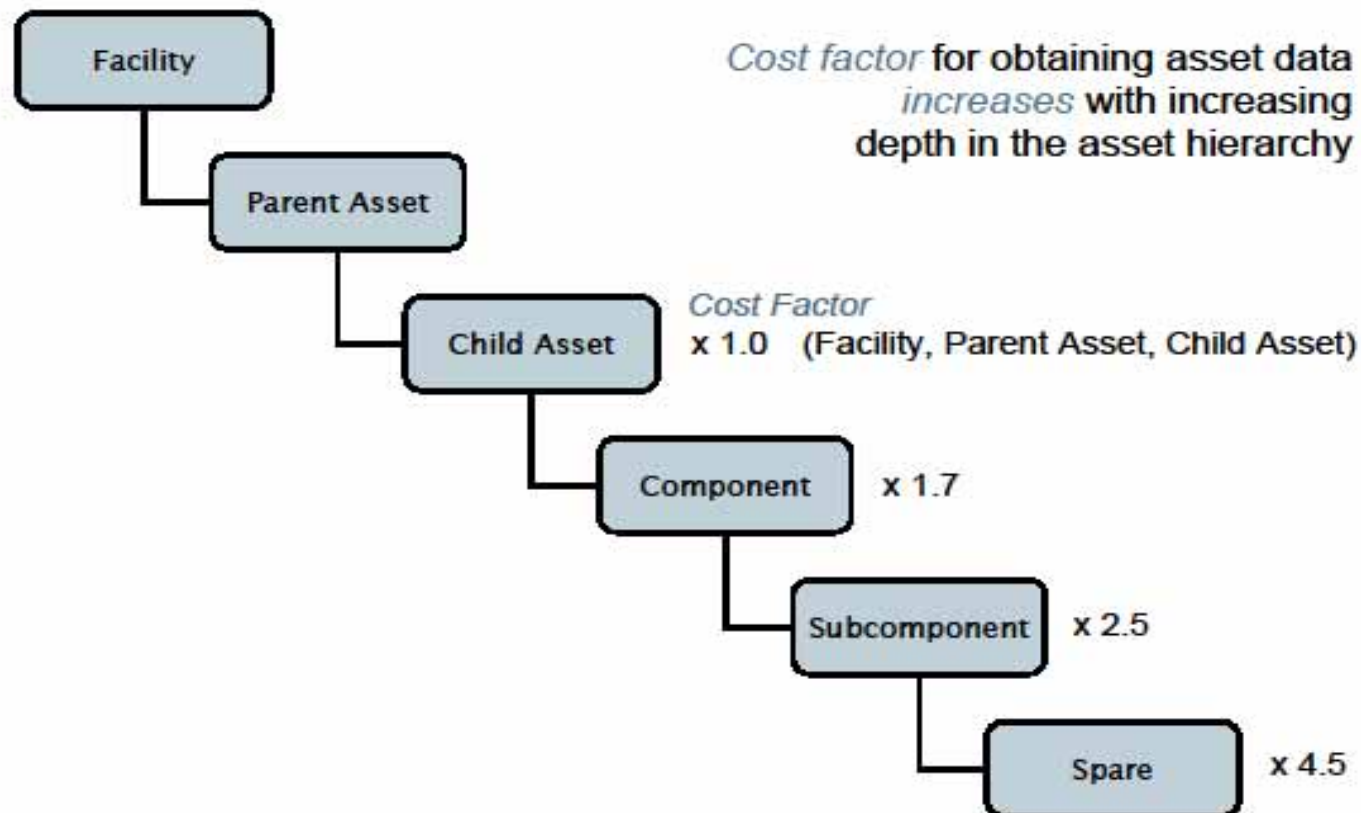 Facility
Cost factor for obtaining asset data
increases with increasing
depth in the asset hierarchy
Parent Asset
Cost Factor
Child Asset
x 1.0 (Facility, Parent Asset, Child Asset)
Component
x 1.7
Subcomponent
x 2.5
Spare
x 4.5